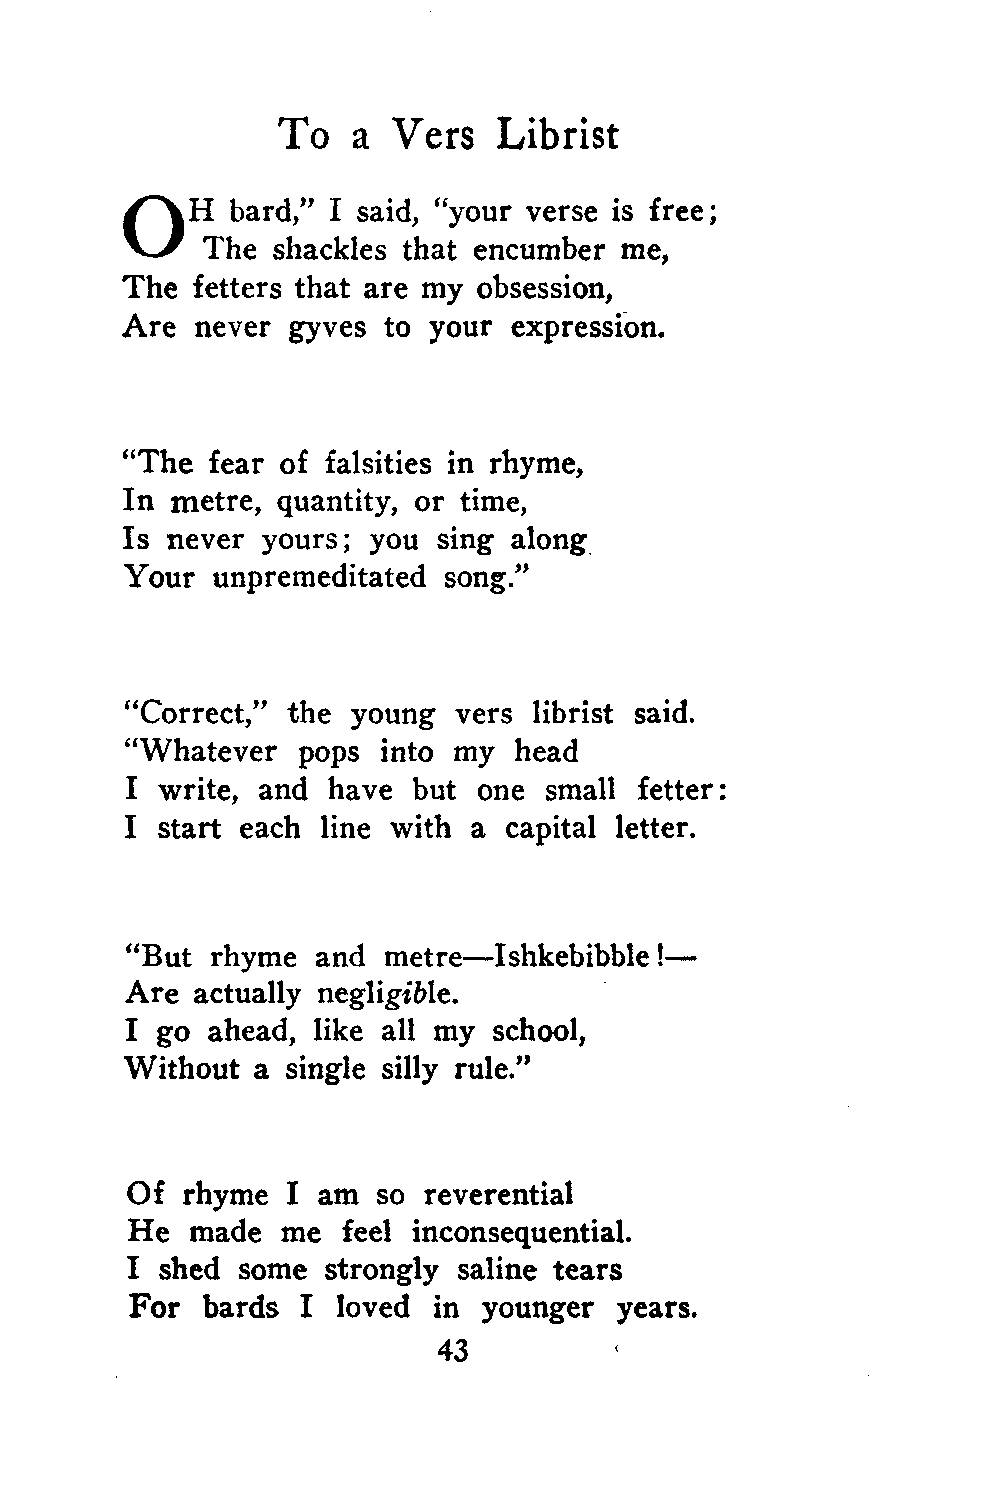 To a Vers Librist
OH bard,” I said, “your verse is free;
The shackles that encumber me,
The fetters that are my obsession,
Are never gyves to your expression.
“The fear of falsities in rhyme,
In metre, quantity, or time,
Is never yours; you sing along
Your unpremeditated song.”
“Correct,” the young vers librist said.
“Whatever pops into my head
I write, and have but one small fetter:
I start each line with a capital letter.
“But rhyme and metre—Ishkebibble!—
Are actually negligible.
I go ahead, like all my school,
Without a single silly rule.”
Of rhyme I am so reverential
He made me feel inconsequential.
I shed some strongly saline tears
For bards I loved in younger years.
43